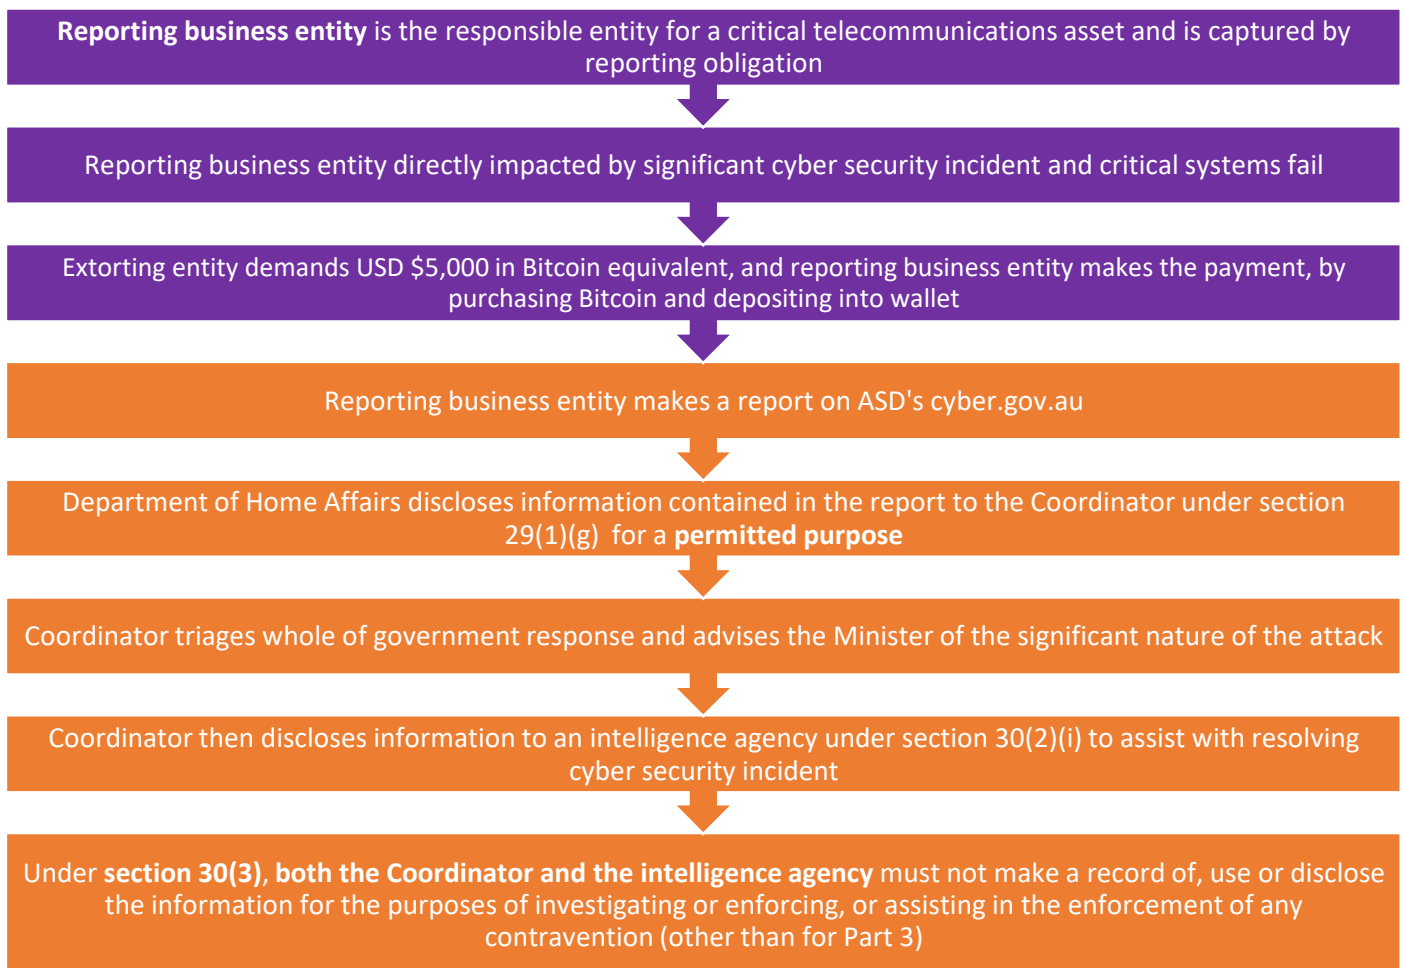 Reporting business entity is the responsible entity for a critical telecommunications asset and is captured by
reporting obligation
Reporting business entity directly impacted by significant cyber security incident and critical systems fail
Extorting entity demands USD $5,000 in Bitcoin equivalent, and reporting business entity makes the payment, by
purchasing Bitcoin and depositing into wallet
Reporting business entity makes a report on ASD's cyber.gov.au
Department of Home Affairs discloses information contained in the report to the Coordinator under section
29(1)(g) for a permitted purpose
Coordinator triages whole of government response and advises the Minister of the significant nature of the attack
Coordinator then discloses information to an intelligence agency under section 30(2)(i) to assist with resolving
cyber security incident
Under section 30(3), both the Coordinator and the intelligence agency must not make a record of, use or disclose
the information for the purposes of investigating or enforcing, or assisting in the enforcement of any
contravention (other than for Part 3)